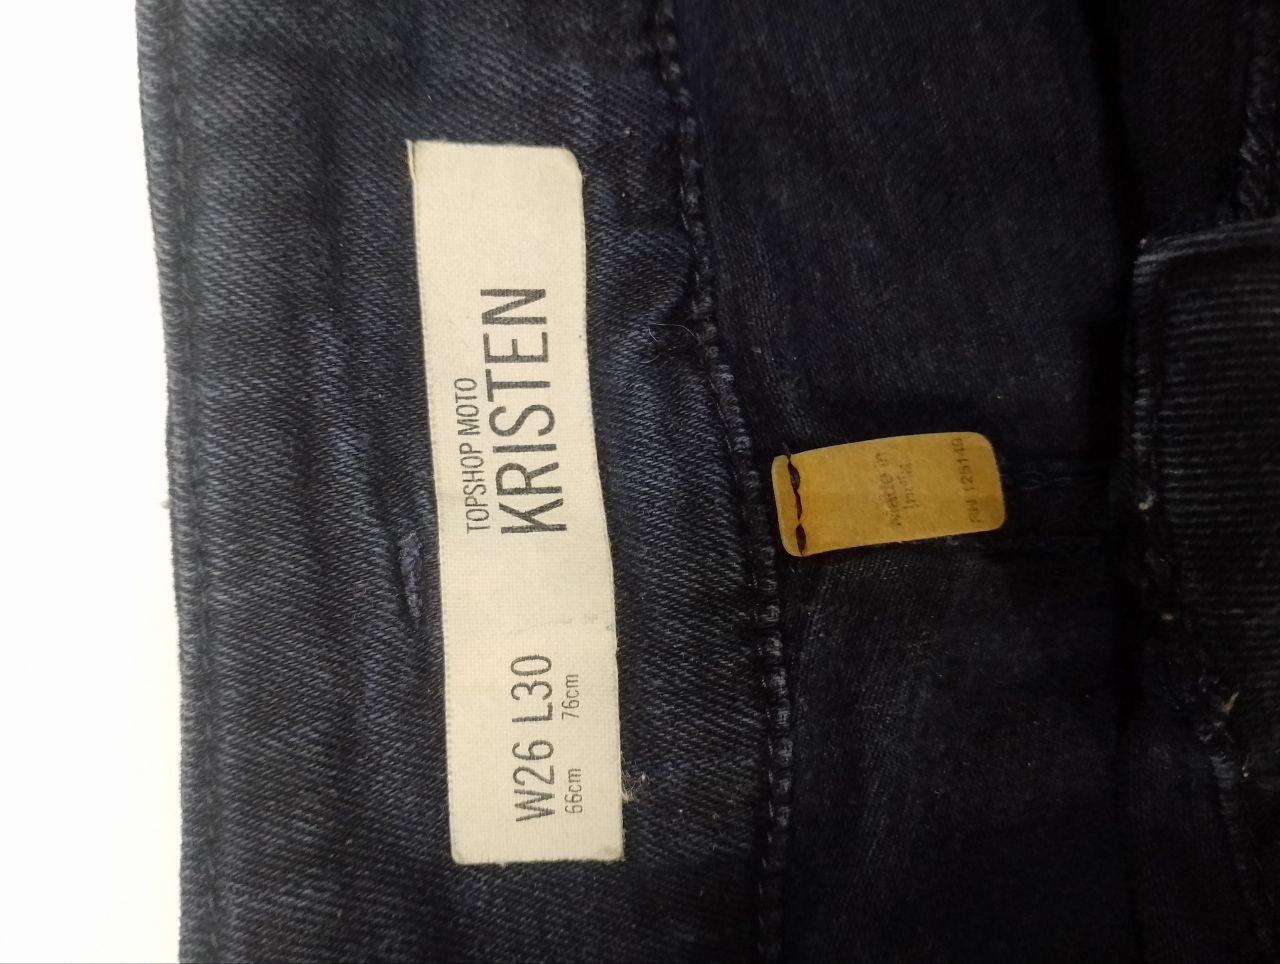 TOPSHOP MOTO
KRISTEN
W26 L30
66cm 76cm
Made in
India
RN 125149